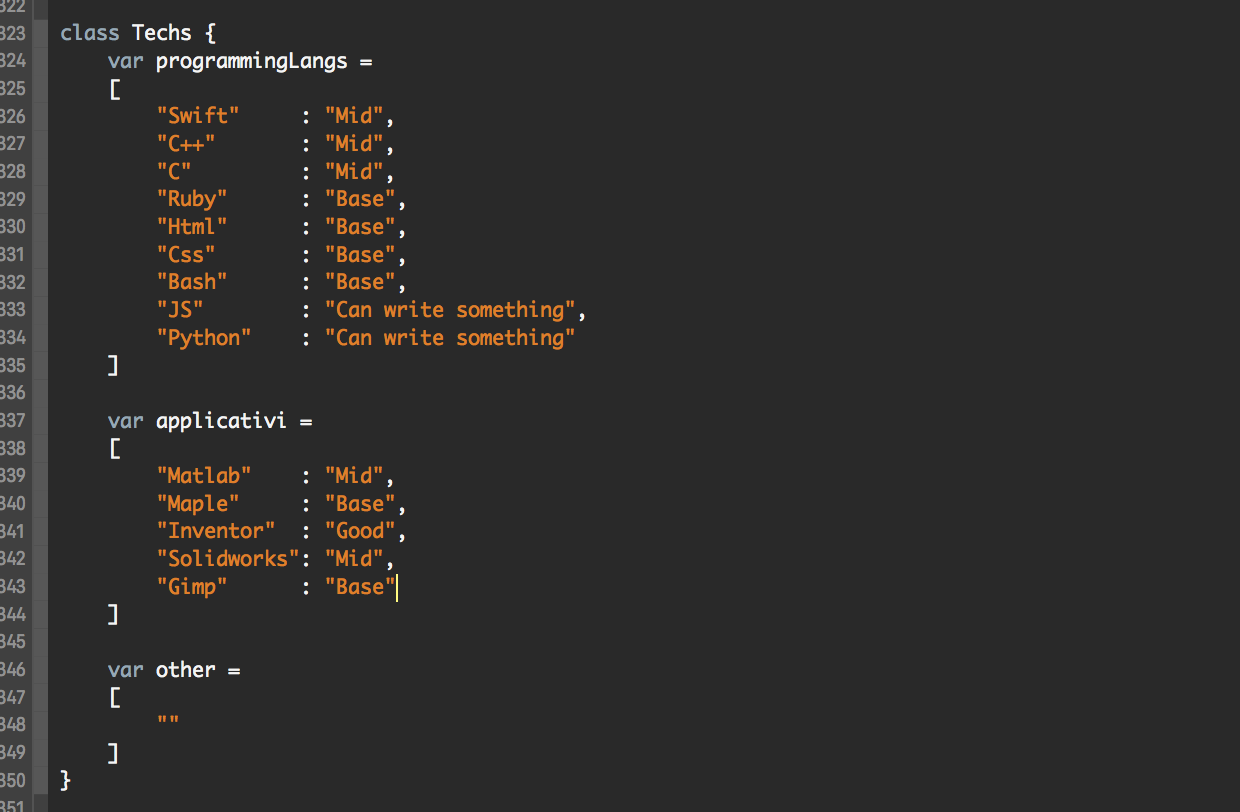 322
323 class Techs {
324     var programmingLangs =
325     [
326         "Swift"     : "Mid",
327         "C++"       : "Mid",
328         "C"         : "Mid",
329         "Ruby"      : "Base",
330         "Html"      : "Base",
331         "Css"       : "Base",
332         "Bash"      : "Base",
333         "JS"        : "Can write something",
334         "Python"    : "Can write something"
335     ]
336
337     var applicativi =
338     [
339         "Matlab"    : "Mid",
340         "Maple"     : "Base",
341         "Inventor"  : "Good",
342         "Solidworks": "Mid",
343         "Gimp"      : "Base"
344     ]
345
346     var other =
347     [
348         ""
349     ]
350 }
351